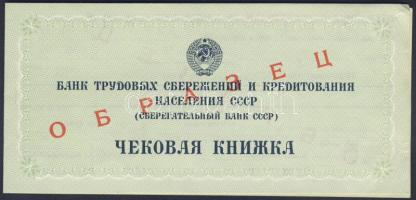 БАНК ТРУДОВЫХ СБЕРЕЖЕНИЙ И КРЕДИТОВАНИЯ
НАСЕЛЕНИЯ СССР
(СБЕРЕГАТЕЛЬНЫЙ БАНК СССР)
ОБРАЗЕЦ
ЧЕКОВАЯ КНИЖКА